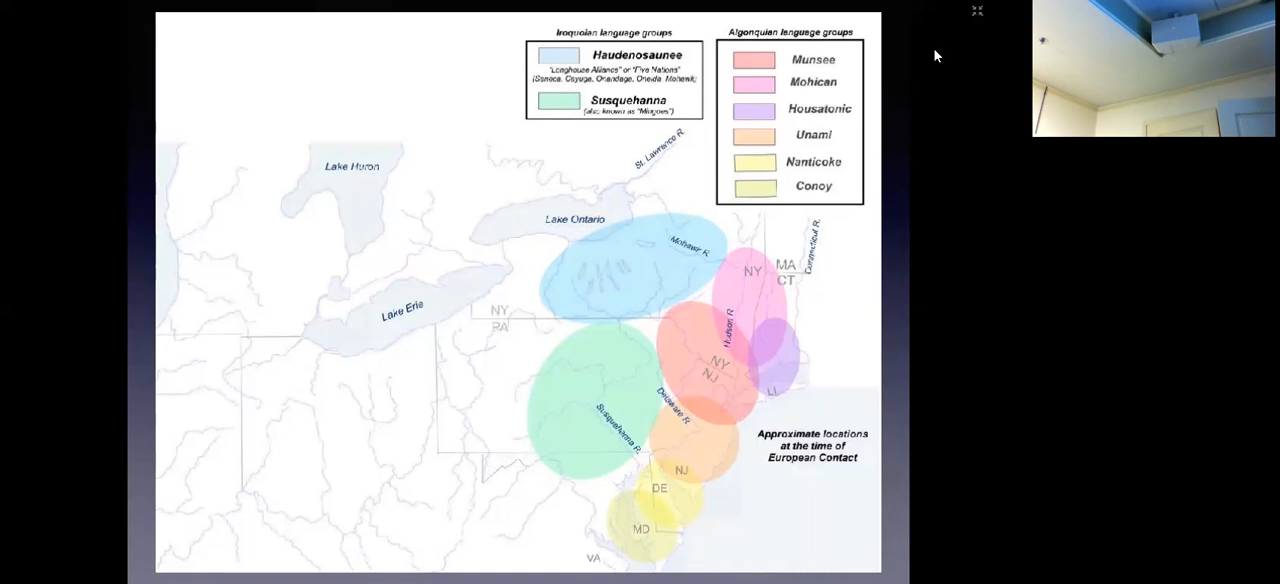 Iroquoian language groups
Haudenosaunee
"Longhouse Alliance" or "Five Nations"
(Seneca, Cayuga, Onandaga, Oneida, Mohawk)
Susquehanna
(also known as "Mingoes")
Algonquian language groups
Munsee
Mohican
Housatonic
Unami
Nanticoke
Conoy
St. Lawrence R.
Lake Huron
Lake Ontario
Mohawk R.
Connecticut R.
NY
MA
CT
Lake Erie
NY
PA
Hudson R.
NY
NJ
LI
Delaware R.
Susquehanna R.
Approximate locations
at the time of
European Contact
NJ
DE
MD
VA